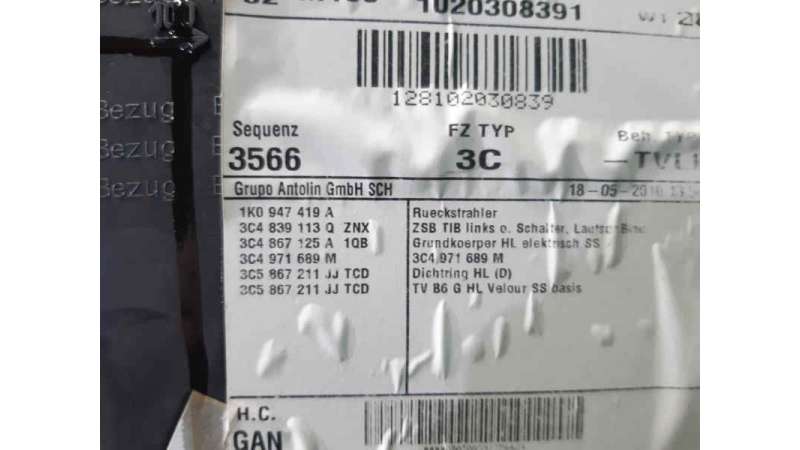 1020308391
128102030839
Bezug
Bezug
Bezug
Sequenz FZ TYP Beh TYP
3566 3C
Grupo Antolin GmbH SCH 18-05-2010
1K0 947 419 A Rueckstrahler
3C4 839 113 Q ZNX ZSB TIB links o. Schalter,
3C4 867 125 A 1QB Grundkoerper HL elektrisch SS
3C4 971 689 M 3C4 971 689 M
3C5 867 211 JJ TCD Dichtring HL (D)
3C5 867 211 JJ TCD TV B6 G HL Velour SS basis
H.C.
GAN